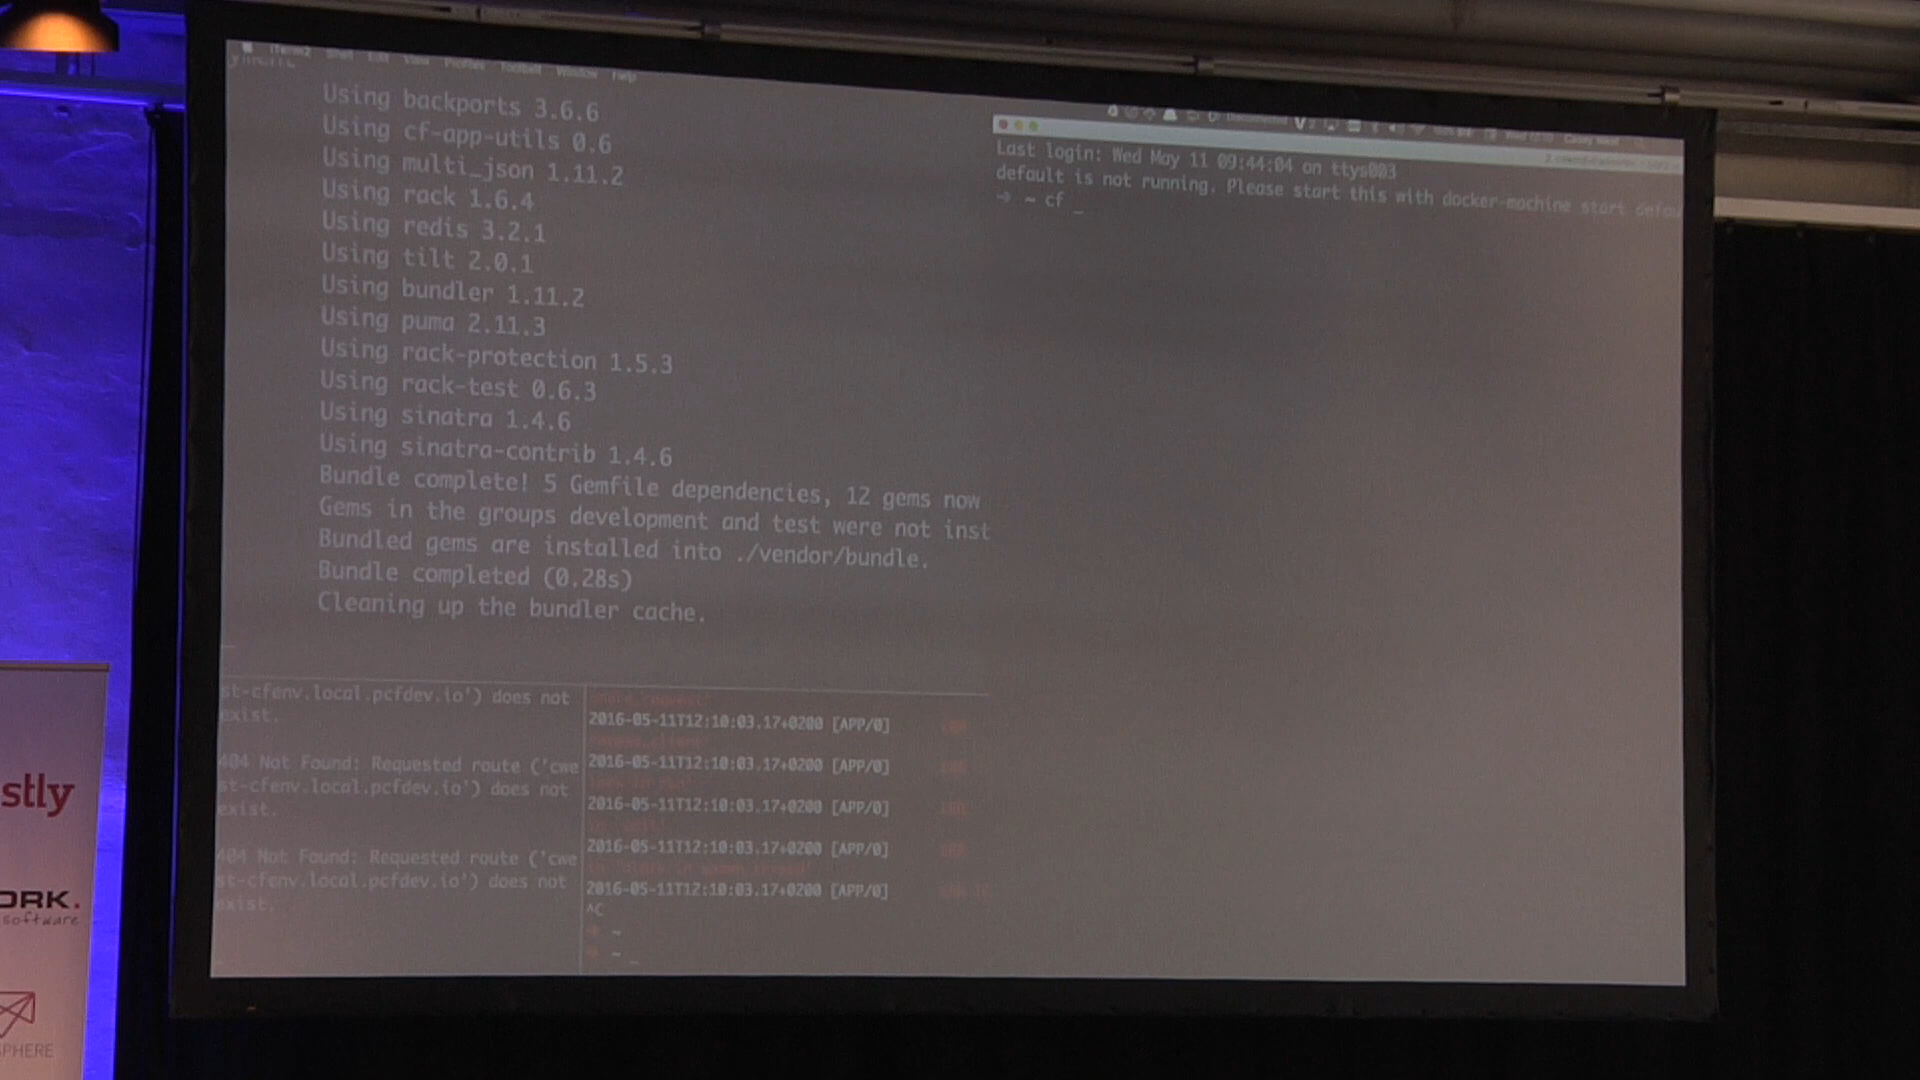 iTerm2 Shell Edit View Profiles Toolbelt Window Help
Using backports 3.6.6
Using cf-app-utils 0.6
Using multi_json 1.11.2
Using rack 1.6.4
Using redis 3.2.1
Using tilt 2.0.1
Using bundler 1.11.2
Using puma 2.11.3
Using rack-protection 1.5.3
Using rack-test 0.6.3
Using sinatra 1.4.6
Using sinatra-contrib 1.4.6
Bundle complete! 5 Gemfile dependencies, 12 gems now
Gems in the groups development and test were not inst
Bundled gems are installed into ./vendor/bundle.
Bundle completed (0.28s)
Cleaning up the bundler cache.
st-cfenv.local.pcfdev.io') does not
exist.
404 Not Found: Requested route ('cwe
st-cfenv.local.pcfdev.io') does not
exist.
404 Not Found: Requested route ('cwe
st-cfenv.local.pcfdev.io') does not
exist.
2016-05-11T12:10:03.17+0200 [APP/0]
2016-05-11T12:10:03.17+0200 [APP/0]
2016-05-11T12:10:03.17+0200 [APP/0]
2016-05-11T12:10:03.17+0200 [APP/0]
2016-05-11T12:10:03.17+0200 [APP/0]
^C
→ ~
→ ~ _
Last login: Wed May 11 09:44:04 on ttys003
default is not running. Please start this with docker-machine start defau
→ ~ cf _
stly
ORK.
software
PHERE